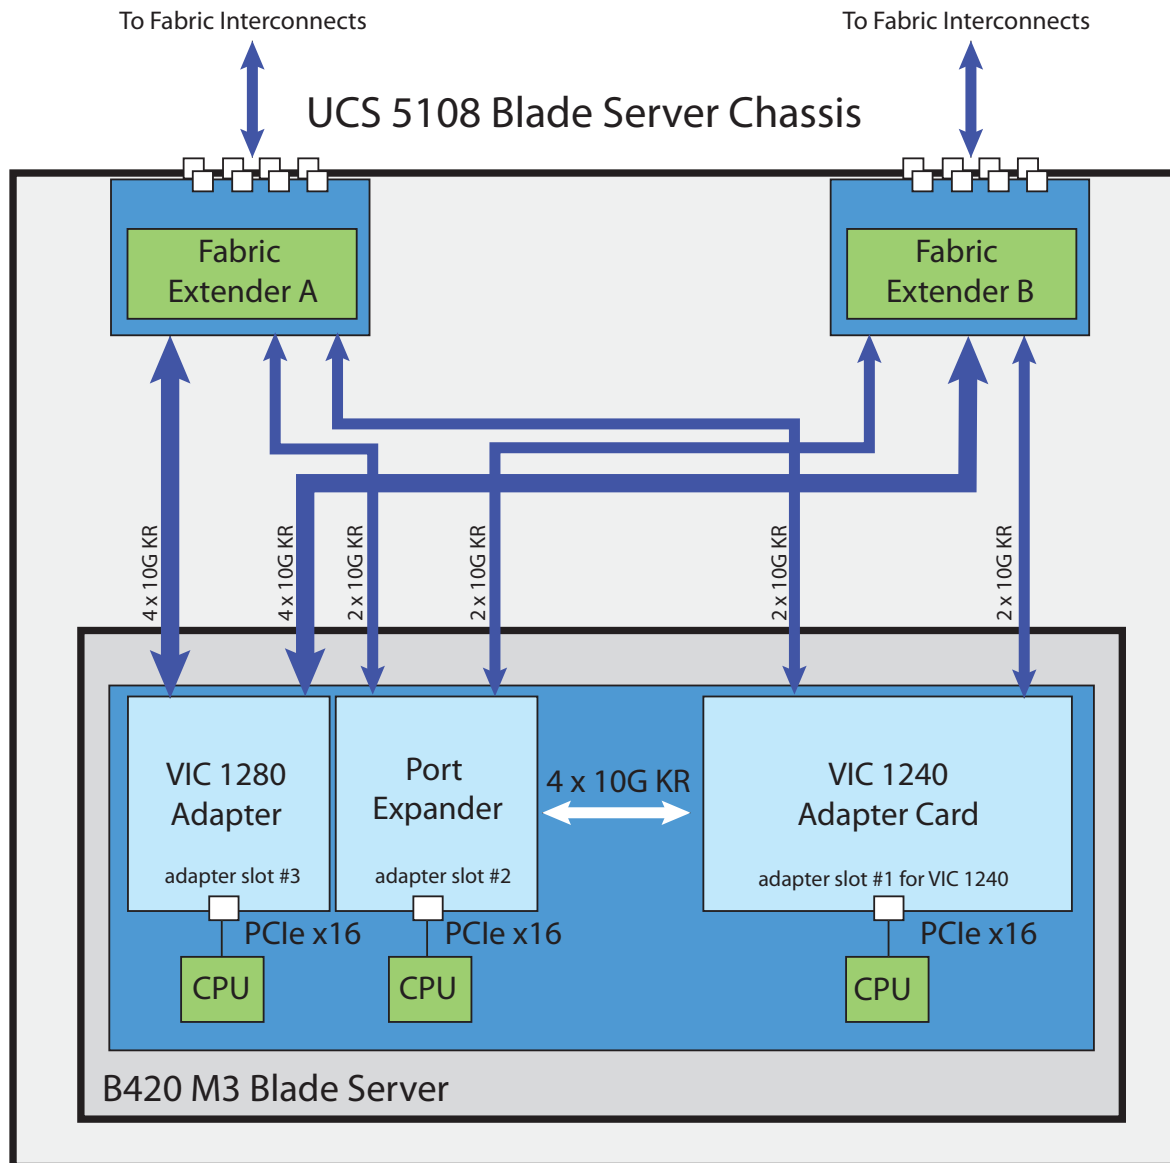 To Fabric Interconnects
To Fabric Interconnects
UCS 5108 Blade Server Chassis
Fabric
Extender A
Fabric
Extender B
4 x 10G KR
4 x 10G KR
2 x 10G KR
2 x 10G KR
2 x 10G KR
2 x 10G KR
VIC 1280
Adapter
adapter slot #3
Port
Expander
adapter slot #2
4 x 10G KR
VIC 1240
Adapter Card
adapter slot #1 for VIC 1240
PCIe x16
PCIe x16
PCIe x16
CPU
CPU
CPU
B420 M3 Blade Server